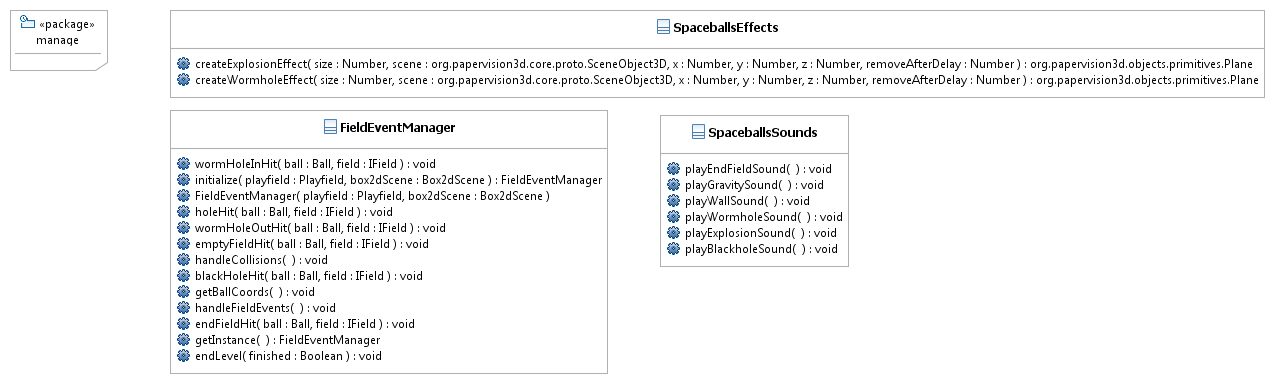 «package»
manage
SpaceballsEffects
createExplosionEffect( size : Number, scene : org.papervision3d.core.proto.SceneObject3D, x : Number, y : Number, z : Number, removeAfterDelay : Number ) : org.papervision3d.objects.primitives.Plane
createWormholeEffect( size : Number, scene : org.papervision3d.core.proto.SceneObject3D, x : Number, y : Number, z : Number, removeAfterDelay : Number ) : org.papervision3d.objects.primitives.Plane
FieldEventManager
wormHoleInHit( ball : Ball, field : IField ) : void
initialize( playfield : Playfield, box2dScene : Box2dScene ) : FieldEventManager
FieldEventManager( playfield : Playfield, box2dScene : Box2dScene )
holeHit( ball : Ball, field : IField ) : void
wormHoleOutHit( ball : Ball, field : IField ) : void
emptyFieldHit( ball : Ball, field : IField ) : void
handleCollisions( ) : void
blackHoleHit( ball : Ball, field : IField ) : void
getBallCoords( ) : void
handleFieldEvents( ) : void
endFieldHit( ball : Ball, field : IField ) : void
getInstance( ) : FieldEventManager
endLevel( finished : Boolean ) : void
SpaceballsSounds
playEndFieldSound( ) : void
playGravitySound( ) : void
playWallSound( ) : void
playWormholeSound( ) : void
playExplosionSound( ) : void
playBlackholeSound( ) : void